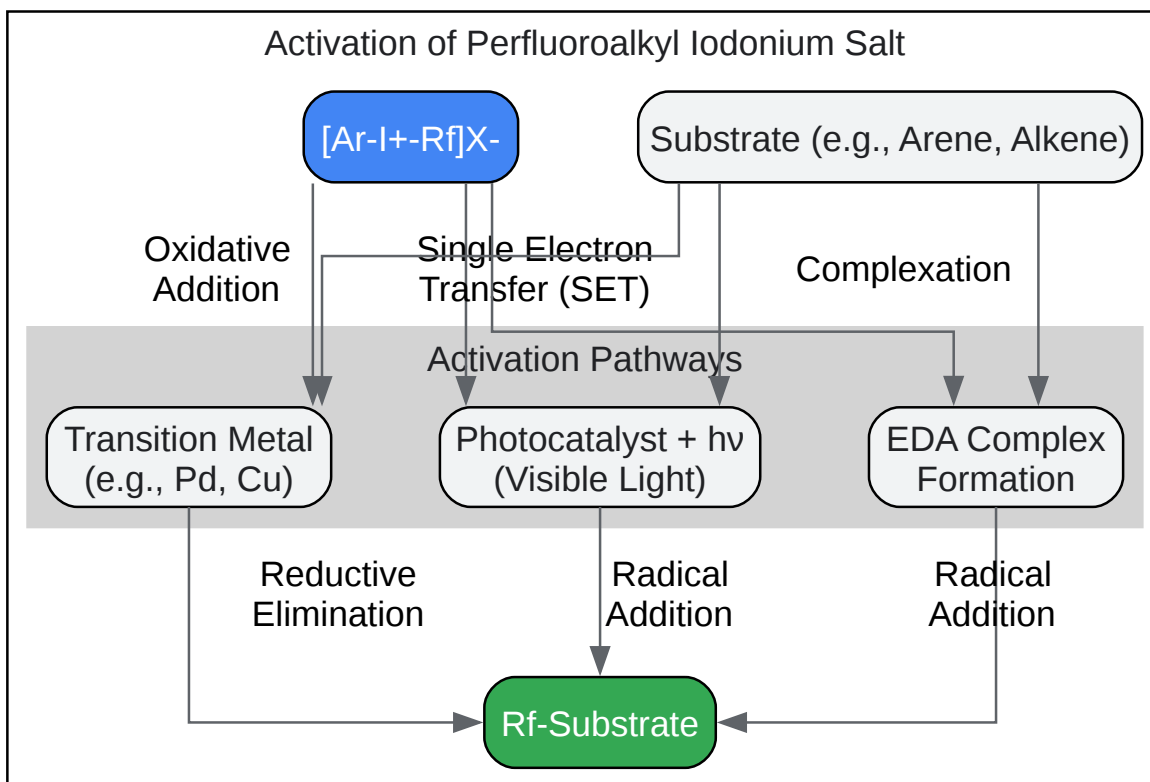 Activation of Perfluoroalkyl Iodonium Salt
[Ar-I+-Rf]X-
Substrate (e.g., Arene, Alkene)
Oxidative
Addition
Single Electron
Transfer (SET)
Complexation
Activation Pathways
Transition Metal
(e.g., Pd, Cu)
Photocatalyst + hν
(Visible Light)
EDA Complex
Formation
Reductive
Elimination
Radical
Addition
Radical
Addition
Rf-Substrate